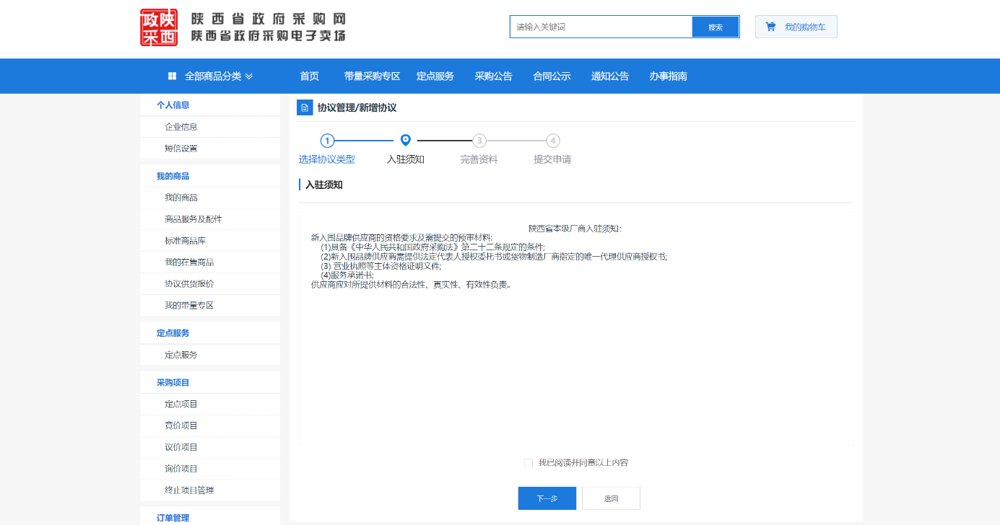 政陕
采西
陕西省政府采购网
陕西省政府采购电子卖场
请输入关键词
搜索
我的购物车
全部商品分类
首页
带量采购专区
定点服务
采购公告
合同公示
通知公告
办事指南
个人信息
企业信息
短信设置
我的商品
我的商品
商品服务及配件
标准商品库
我的在售商品
协议供货报价
我的带量专区
定点服务
定点服务
采购项目
定点项目
竞价项目
议价项目
询价项目
终止项目管理
订单管理
协议管理/新增协议
1
3
4
选择协议类型
入驻须知
完善资料
提交申请
入驻须知
陕西省本级厂商入驻须知:
新入围品牌供应商的资格要求及需提交的预审材料:
(1)具备《中华人民共和国政府采购法》第二十二条规定的条件;
(2)新入围品牌供应商需提供法定代表人授权委托书或货物制造厂商指定的唯一代理供应商授权书;
(3) 营业执照等主体资格证明文件;
(4)服务承诺书;
供应商应对所提供材料的合法性、真实性、有效性负责。
我已阅读并同意以上内容
下一步
返回